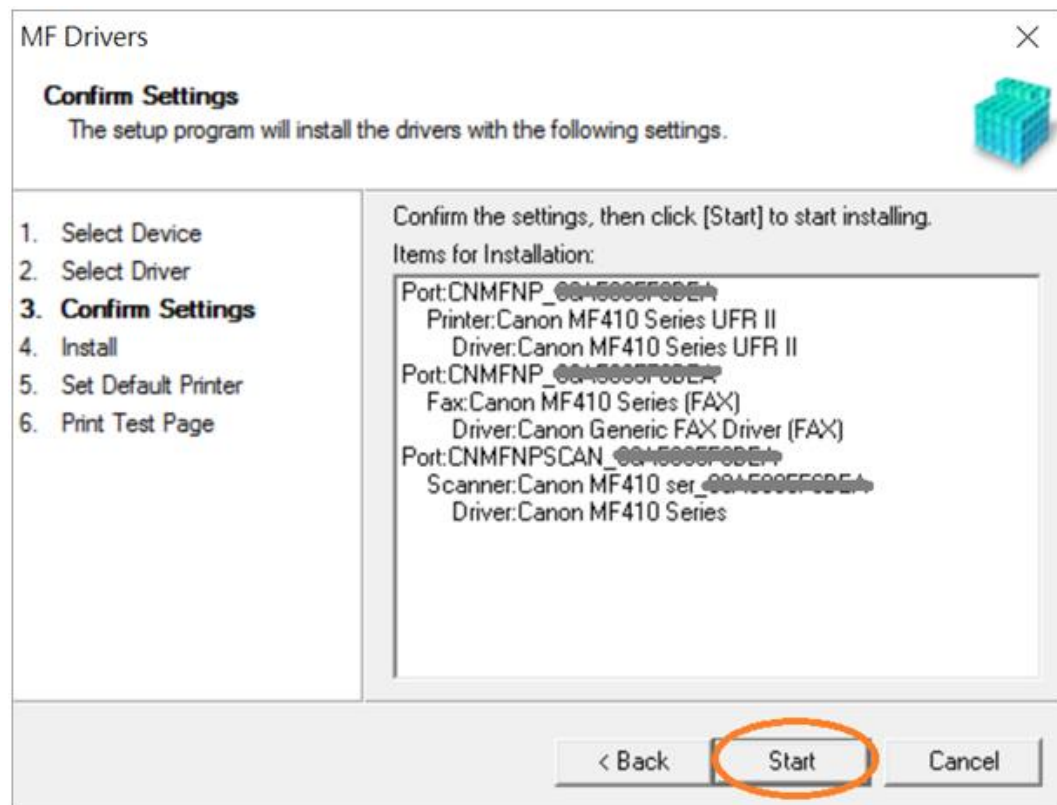 MF Drivers
Confirm Settings
The setup program will install the drivers with the following settings.
1. Select Device
2. Select Driver
3. Confirm Settings
4. Install
5. Set Default Printer
6. Print Test Page
Confirm the settings, then click [Start] to start installing.
Items for Installation:
Port:CNMFNP_
Printer:Canon MF410 Series UFR II
Driver:Canon MF410 Series UFR II
Port:CNMFNP_
Fax:Canon MF410 Series (FAX)
Driver:Canon Generic FAX Driver (FAX)
Port:CNMFNPSCAN_
Scanner:Canon MF410 ser_
Driver:Canon MF410 Series
< Back
Start
Cancel